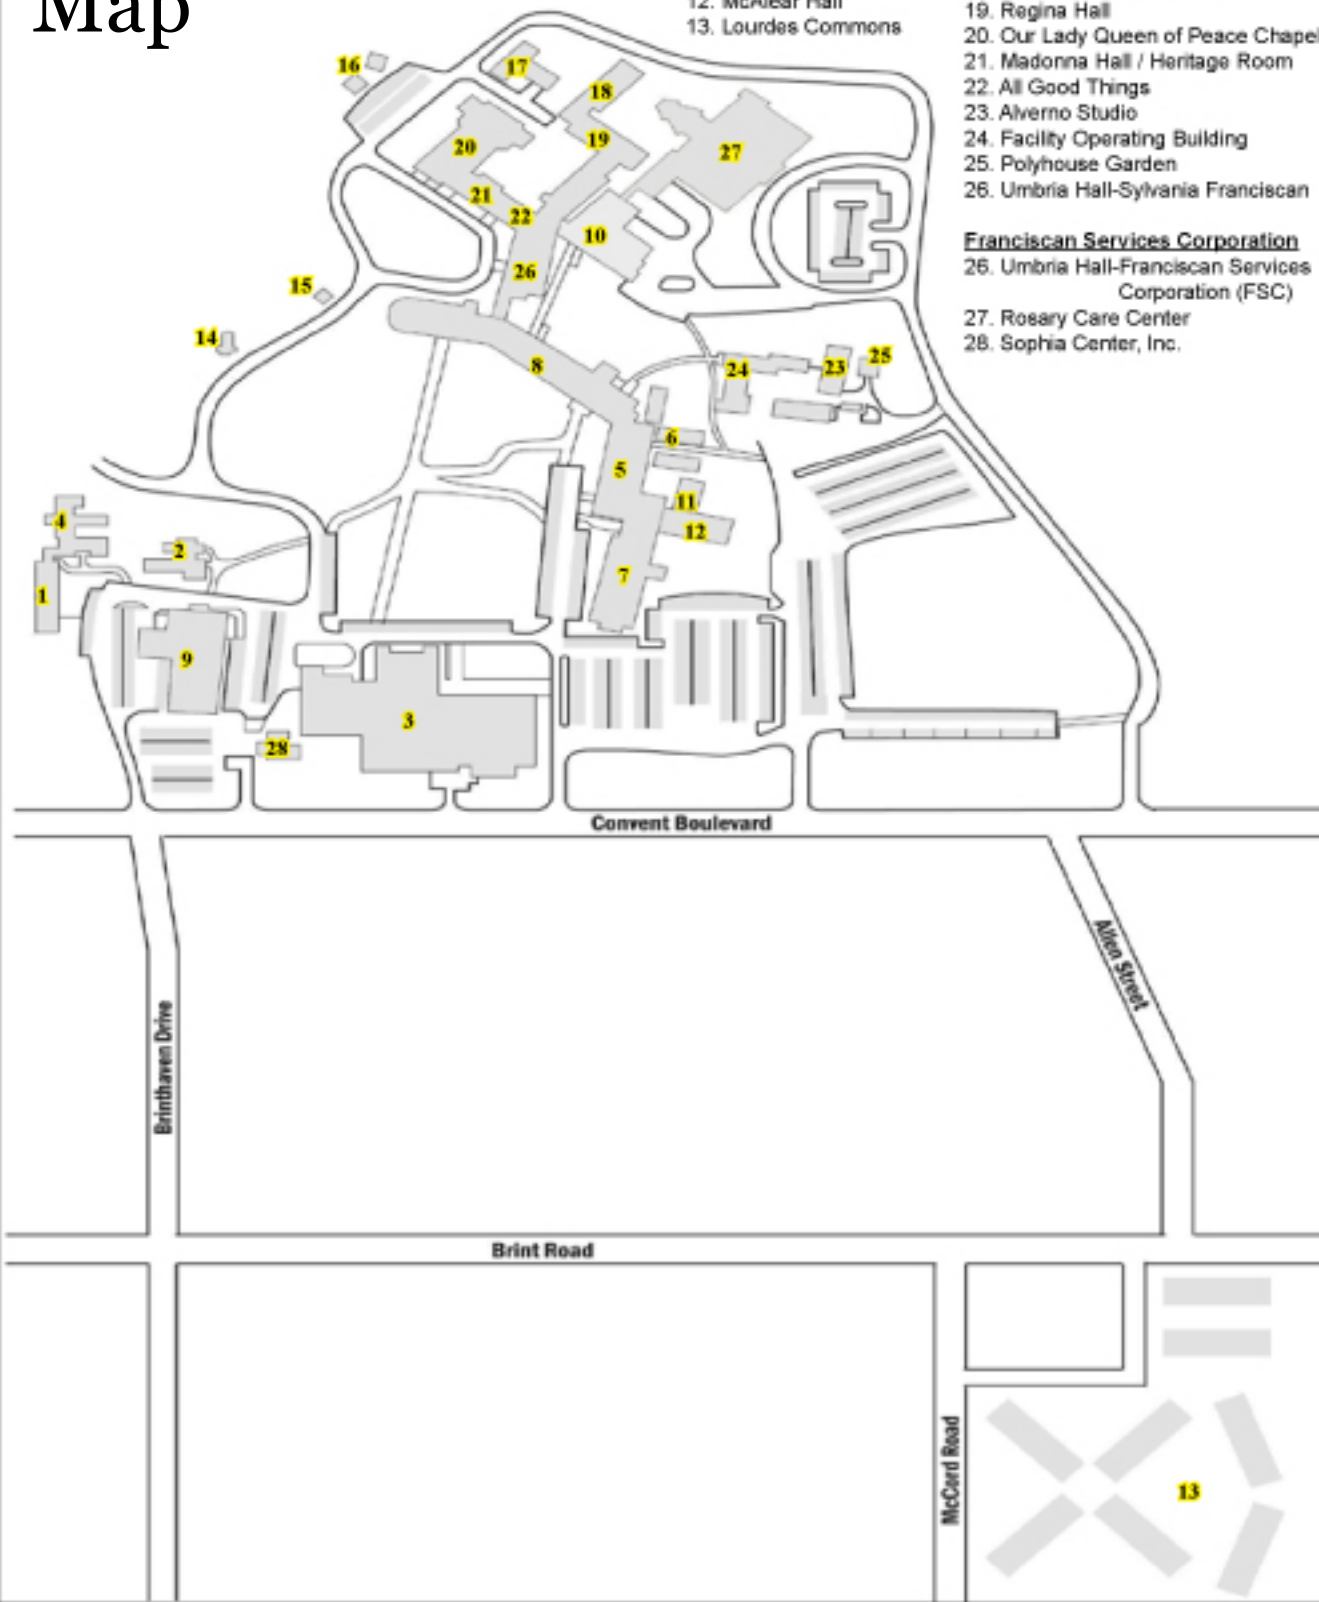 Map
12. McAlear Hall
13. Lourdes Commons
19. Regina Hall
20. Our Lady Queen of Peace Chapel
21. Madonna Hall / Heritage Room
22. All Good Things
23. Alverno Studio
24. Facility Operating Building
25. Polyhouse Garden
26. Umbria Hall-Sylvania Franciscan
Franciscan Services Corporation
26. Umbria Hall-Franciscan Services
Corporation (FSC)
27. Rosary Care Center
28. Sophia Center, Inc.
16
17
18
20
19
27
21
22
10
26
15
14
8
24
23
25
6
5
11
12
4
2
7
1
9
3
28
Convent Boulevard
Allen Street
Brinthaven Drive
Brint Road
McCord Road
13